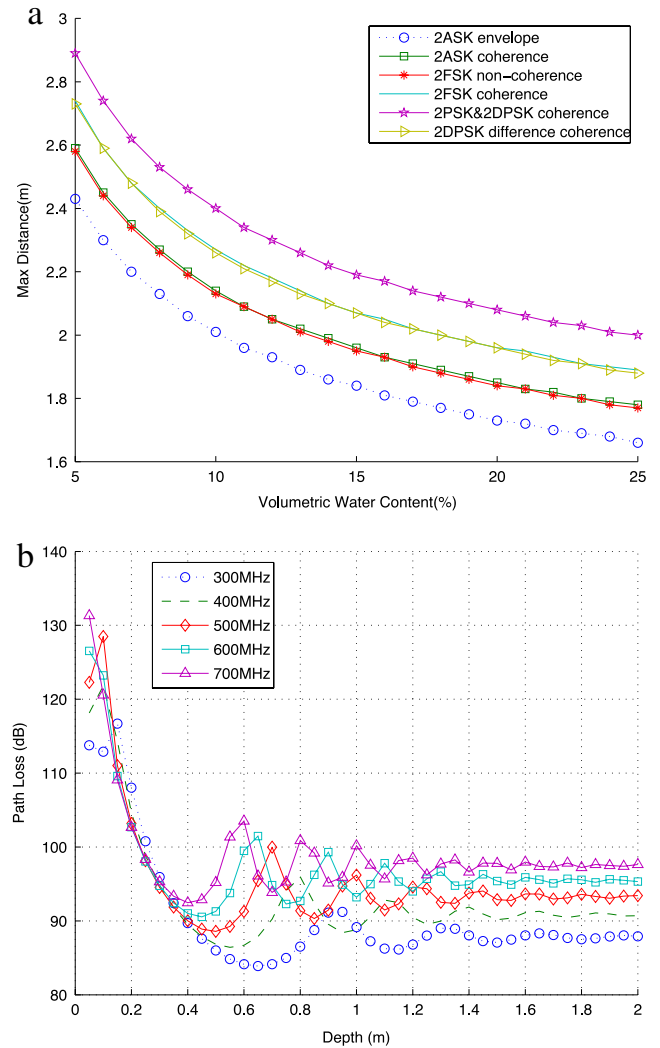 a
3
2.8
2.6
2.4
2.2
2
1.8
1.6
Max Distance(m)
2ASK envelope
2ASK coherence
2FSK non−coherence
2FSK coherence
2PSK&2DPSK coherence
2DPSK difference coherence
5 10 15 20 25
Volumetric Water Content(%)
b
140
130
120
110
100
90
80
Path Loss (dB)
300MHz
400MHz
500MHz
600MHz
700MHz
0 0.2 0.4 0.6 0.8 1 1.2 1.4 1.6 1.8 2
Depth (m)